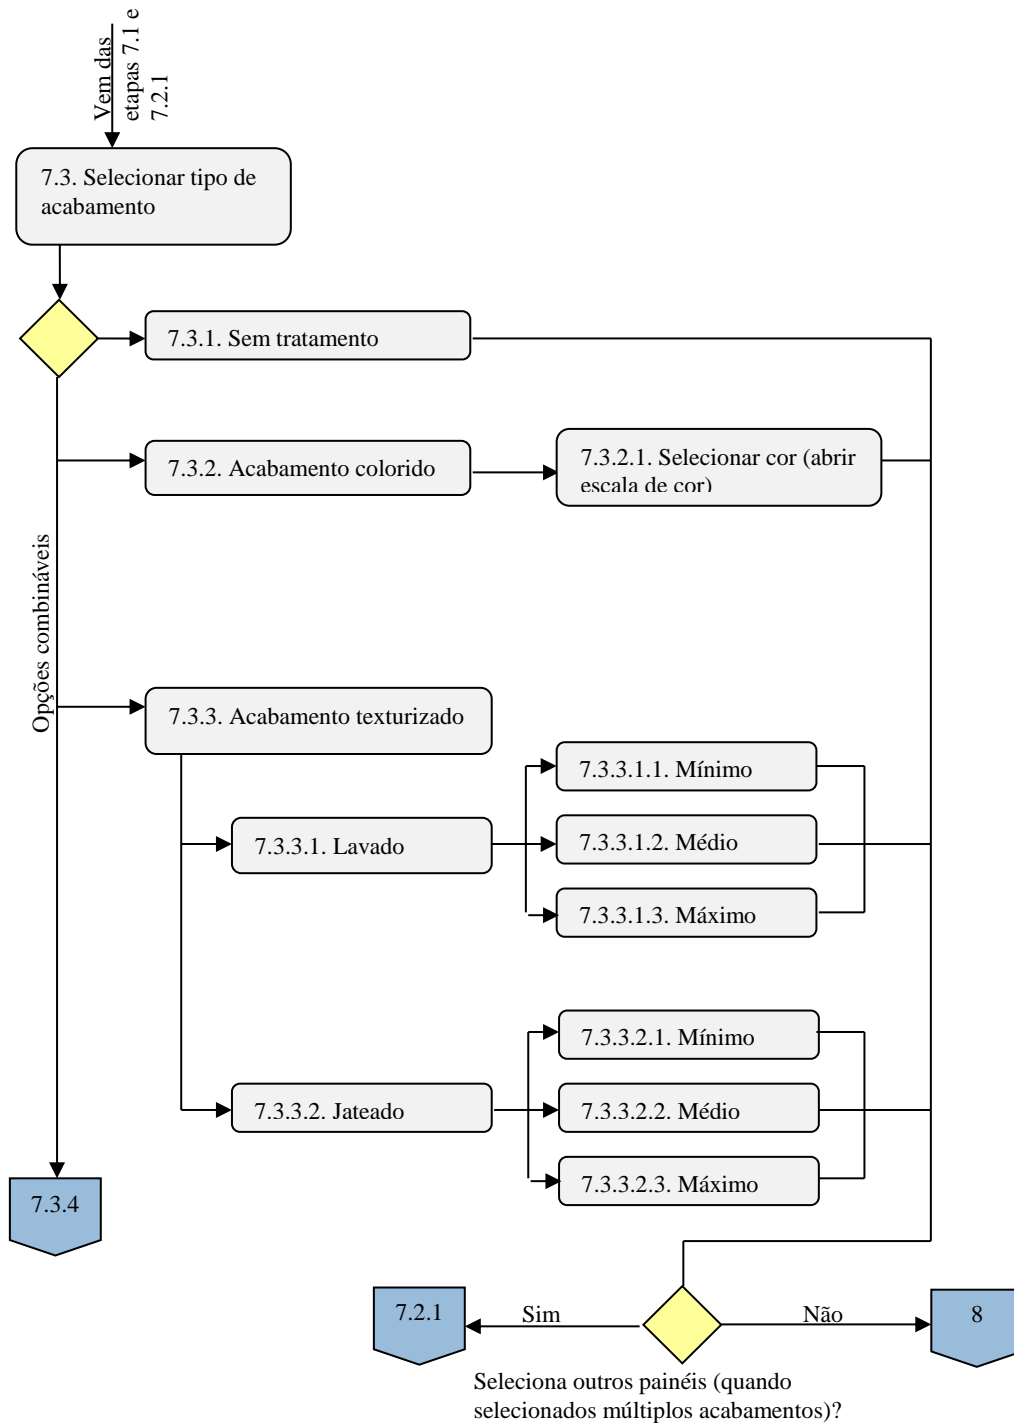 Vem das
etapas 7.1 e
7.2.1
7.3. Selecionar tipo de
acabamento
7.3.1. Sem tratamento
7.3.2. Acabamento colorido
7.3.2.1. Selecionar cor (abrir
escala de cor)
Opções combináveis
7.3.3. Acabamento texturizado
7.3.3.1.1. Mínimo
7.3.3.1. Lavado
7.3.3.1.2. Médio
7.3.3.1.3. Máximo
7.3.3.2.1. Mínimo
7.3.3.2. Jateado
7.3.3.2.2. Médio
7.3.3.2.3. Máximo
7.3.4
7.2.1
Sim
Não
8
Seleciona outros painéis (quando
selecionados múltiplos acabamentos)?